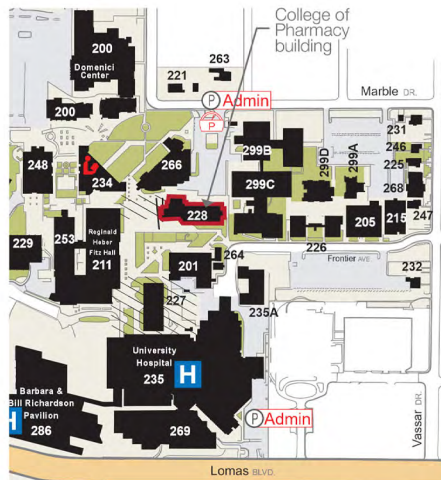 College of
Pharmacy
building
200
Domenici
Center
263
221
Marble DR.
P Admin
P
200
231
299B
299D
299A
246
248
266
225
234
299C
268
228
205
215
247
Reginald
Heber
Fitz Hall
211
229
253
264
226
201
Frontier AVE
232
227
235A
University
Hospital
235
H
a Barbara &
Bill Richardson
Pavilion
H
286
269
P Admin
Vassar DR.
Lomas BLVD.